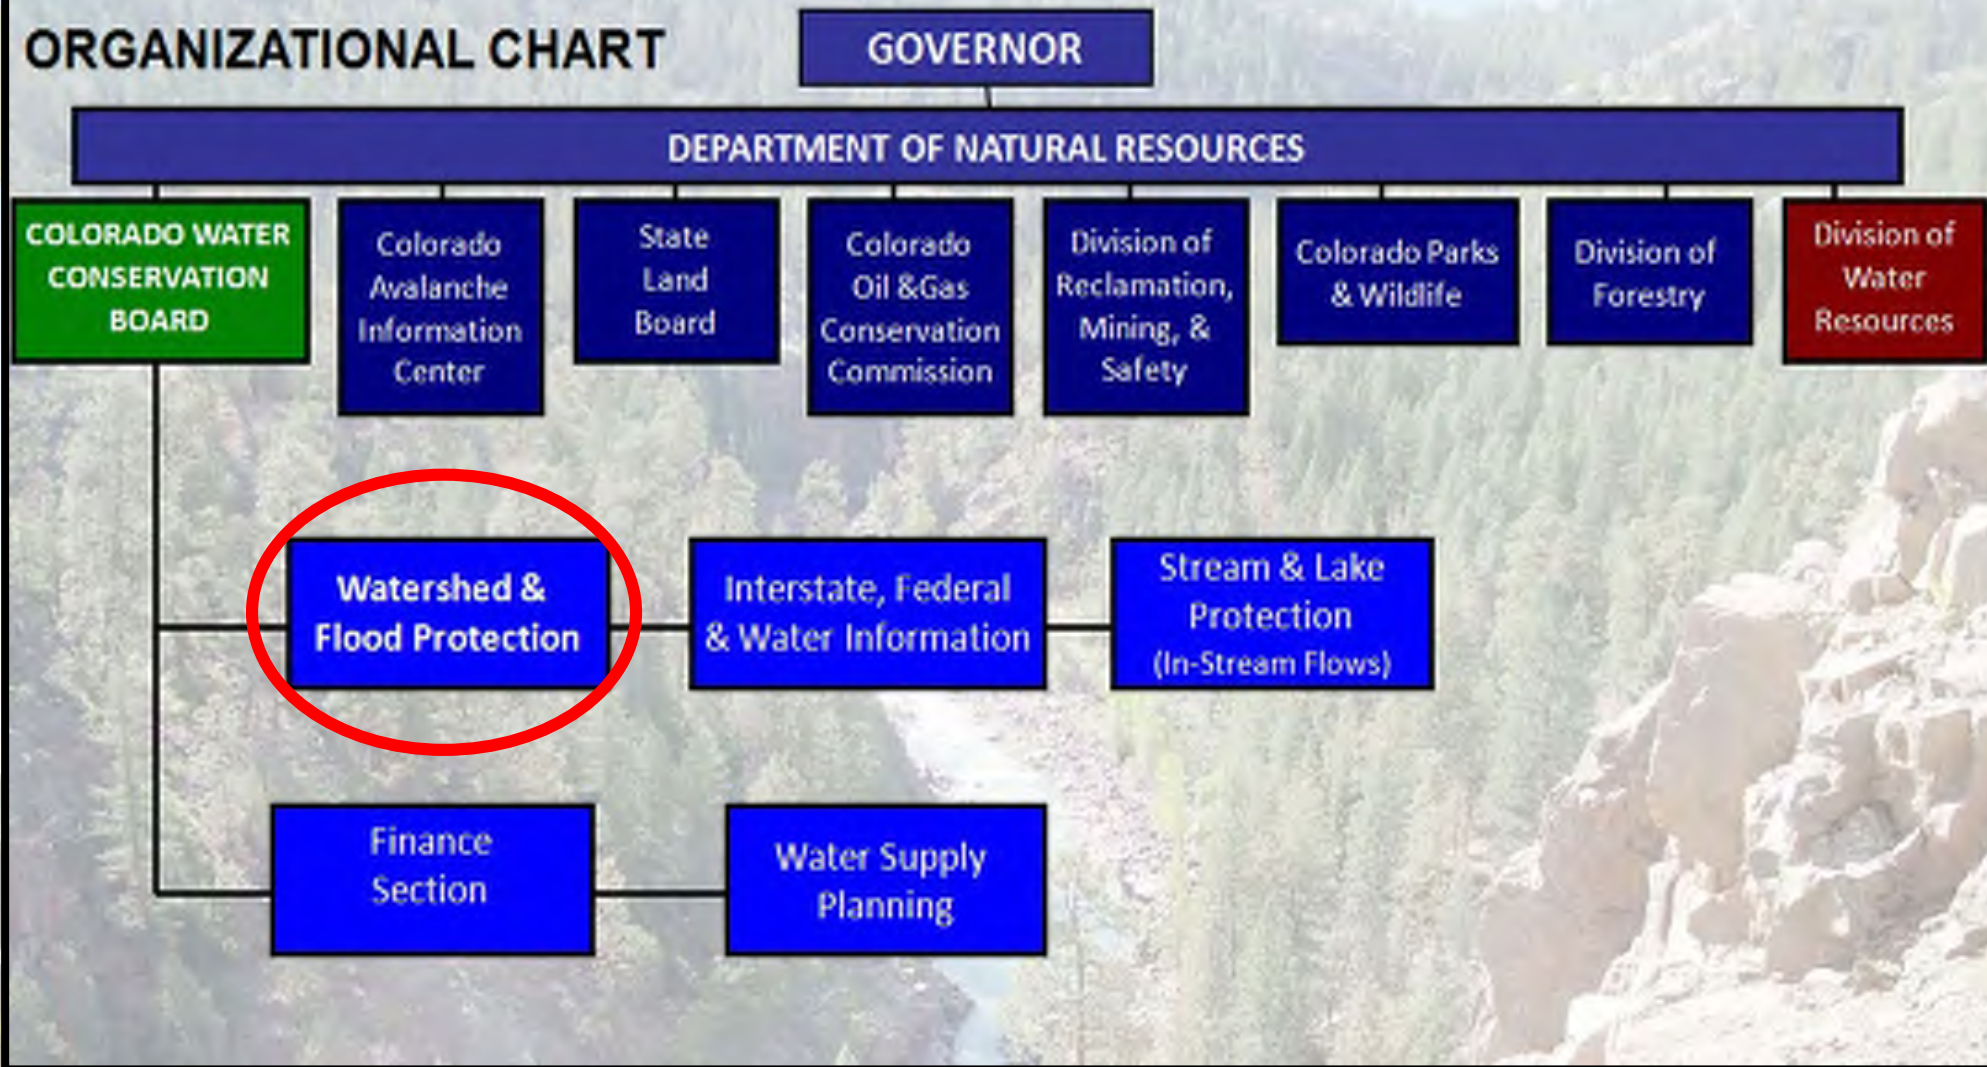 ORGANIZATIONAL CHART
GOVERNOR
DEPARTMENT OF NATURAL RESOURCES
COLORADO WATER
CONSERVATION
BOARD
Colorado
Avalanche
Information
Center
State
Land
Board
Colorado
Oil &Gas
Conservation
Commission
Division of
Reclamation,
Mining, &
Safety
Colorado Parks
& Wildlife
Division of
Forestry
Division of
Water
Resources
Watershed &
Flood Protection
Interstate, Federal
& Water Information
Stream & Lake
Protection
(In-Stream Flows)
Finance
Section
Water Supply
Planning